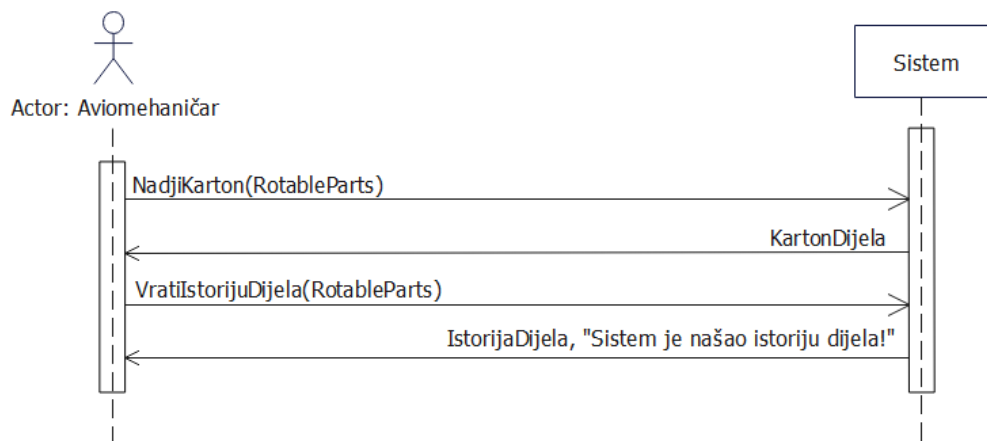 Sistem
Actor: Aviomehaničar
NadjiKarton(RotableParts)
KartonDijela
VratiIstorijuDijela(RotableParts)
IstorijaDijela, "Sistem je našao istoriju dijela!"